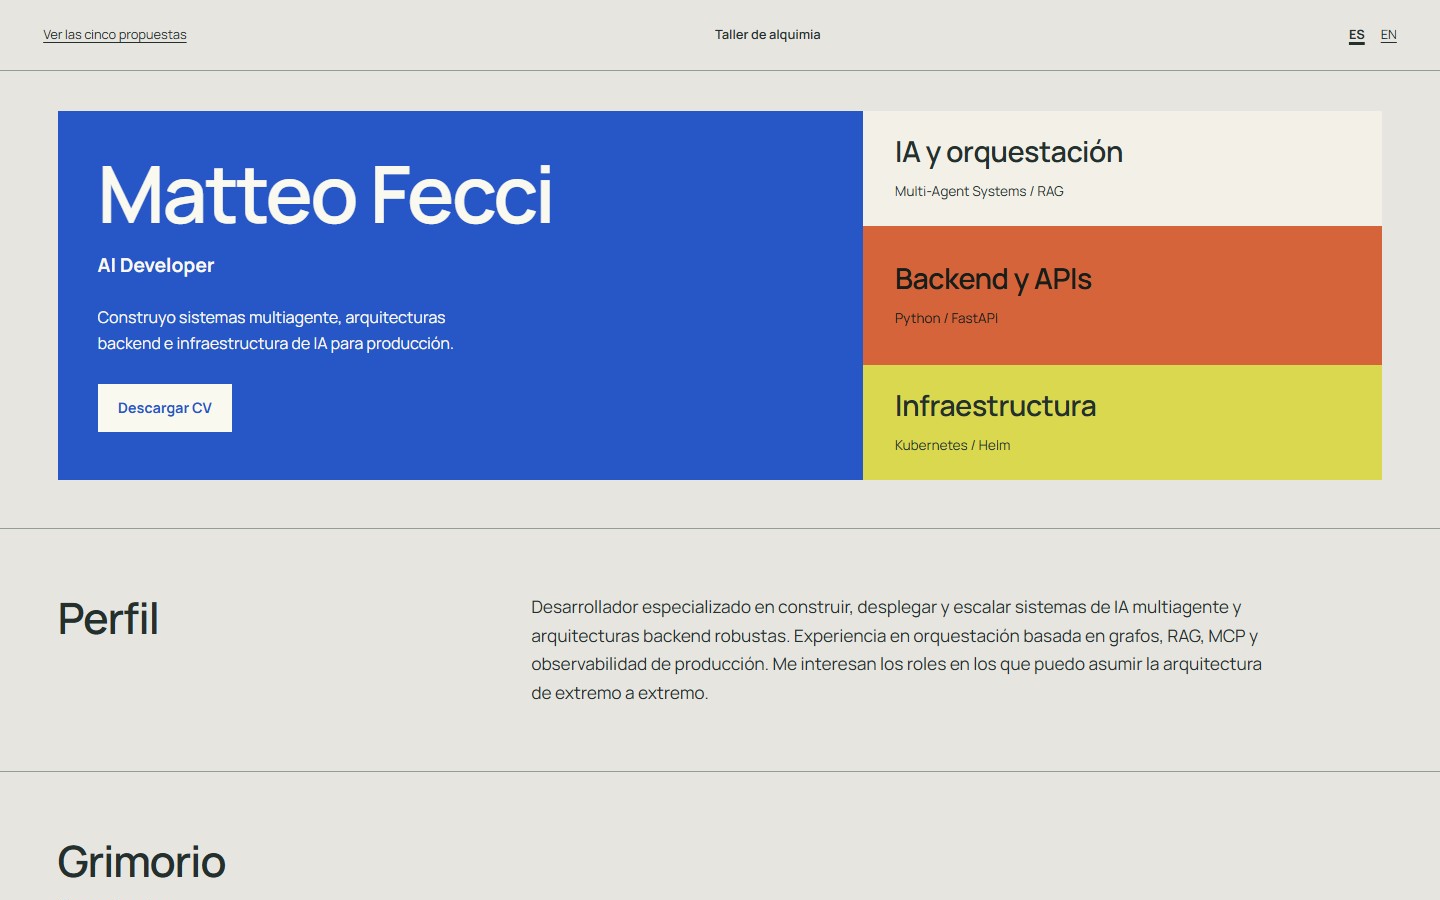 Ver las cinco propuestas
Taller de alquimia
ES EN
Matteo Fecci
AI Developer
Construyo sistemas multiagente, arquitecturas
backend e infraestructura de IA para producción.
Descargar CV
IA y orquestación
Multi-Agent Systems / RAG
Backend y APIs
Python / FastAPI
Infraestructura
Kubernetes / Helm
Perfil
Desarrollador especializado en construir, desplegar y escalar sistemas de IA multiagente y
arquitecturas backend robustas. Experiencia en orquestación basada en grafos, RAG, MCP y
observabilidad de producción. Me interesan los roles en los que puedo asumir la arquitectura
de extremo a extremo.
Grimorio